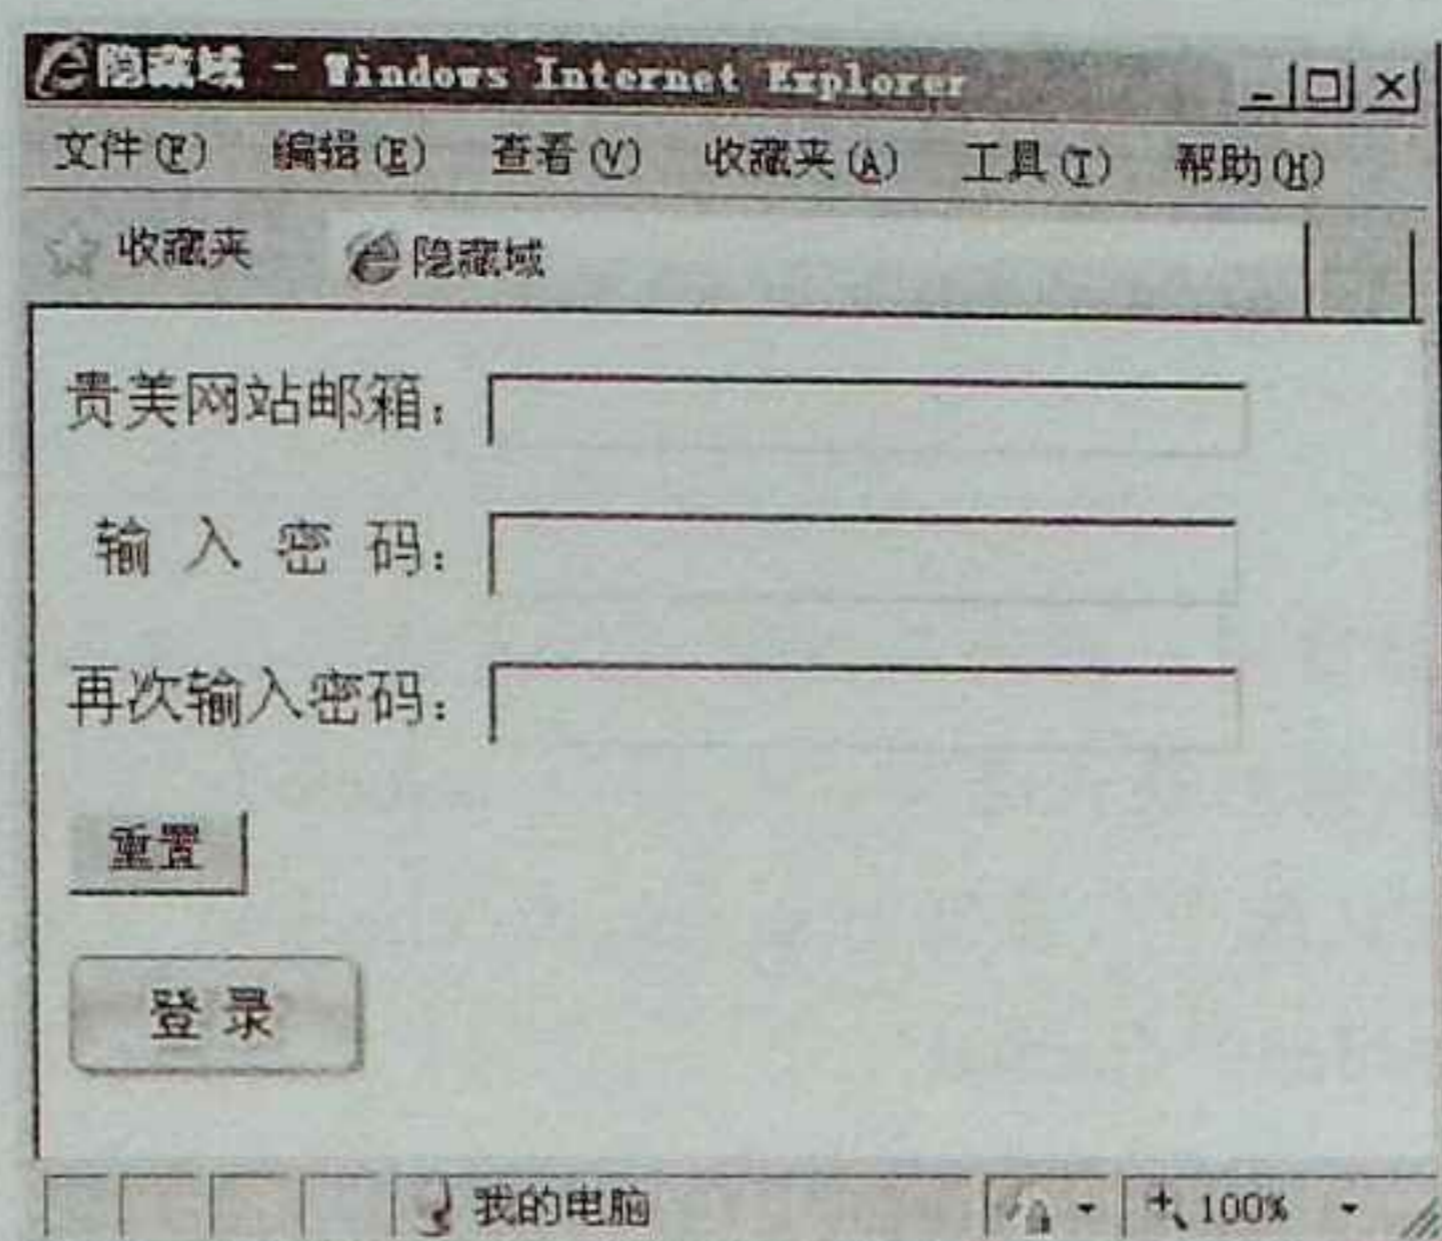 隐藏域 - Windows Internet Explorer
文件(F) 编辑(E) 查看(V) 收藏夹(A) 工具(T) 帮助(H)
收藏夹 隐藏域
贵美网站邮箱:
输 入 密 码:
再次输入密码:
重置
登 录
我的电脑 100%